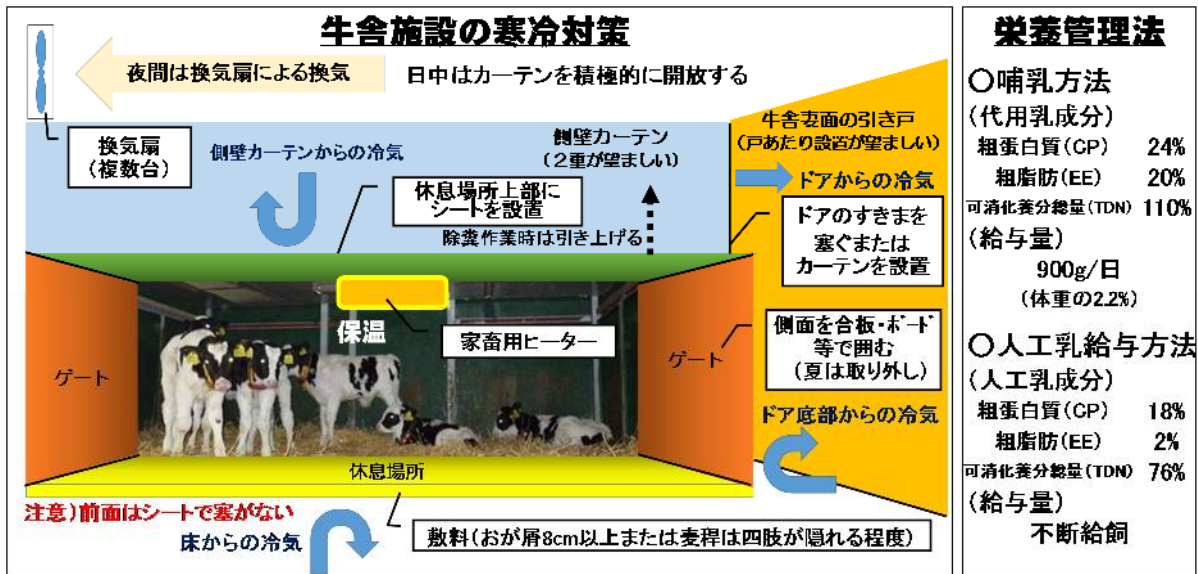 牛舎施設の寒冷対策
夜間は換気扇による換気
日中はカーテンを積極的に開放する
換気扇
(複数台)
側壁カーテンからの冷気
側壁カーテン
(2重が望ましい)
牛舎妻面の引き戸
(戸あたり設置が望ましい)
ドアからの冷気
休息場所上部に
シートを設置
除糞作業時は引き上げる
ドアのすきまを
塞ぐまたは
カーテンを設置
保温
家畜用ヒーター
ゲート
ゲート
側面を合板・ボード
等で囲む
(夏は取り外し)
ドア底部からの冷気
休息場所
注意)前面はシートで塞がない
床からの冷気
敷料(おが屑8cm以上または麦稈は四肢が隠れる程度)
栄養管理法
〇哺乳方法
(代用乳成分)
粗蛋白質(CP) 24%
粗脂肪(EE) 20%
可消化養分総量(TDN) 110%
(給与量)
900g/日
(体重の2.2%)
〇人工乳給与方法
(人工乳成分)
粗蛋白質(CP) 18%
粗脂肪(EE) 2%
可消化養分総量(TDN) 76%
(給与量)
不断給飼